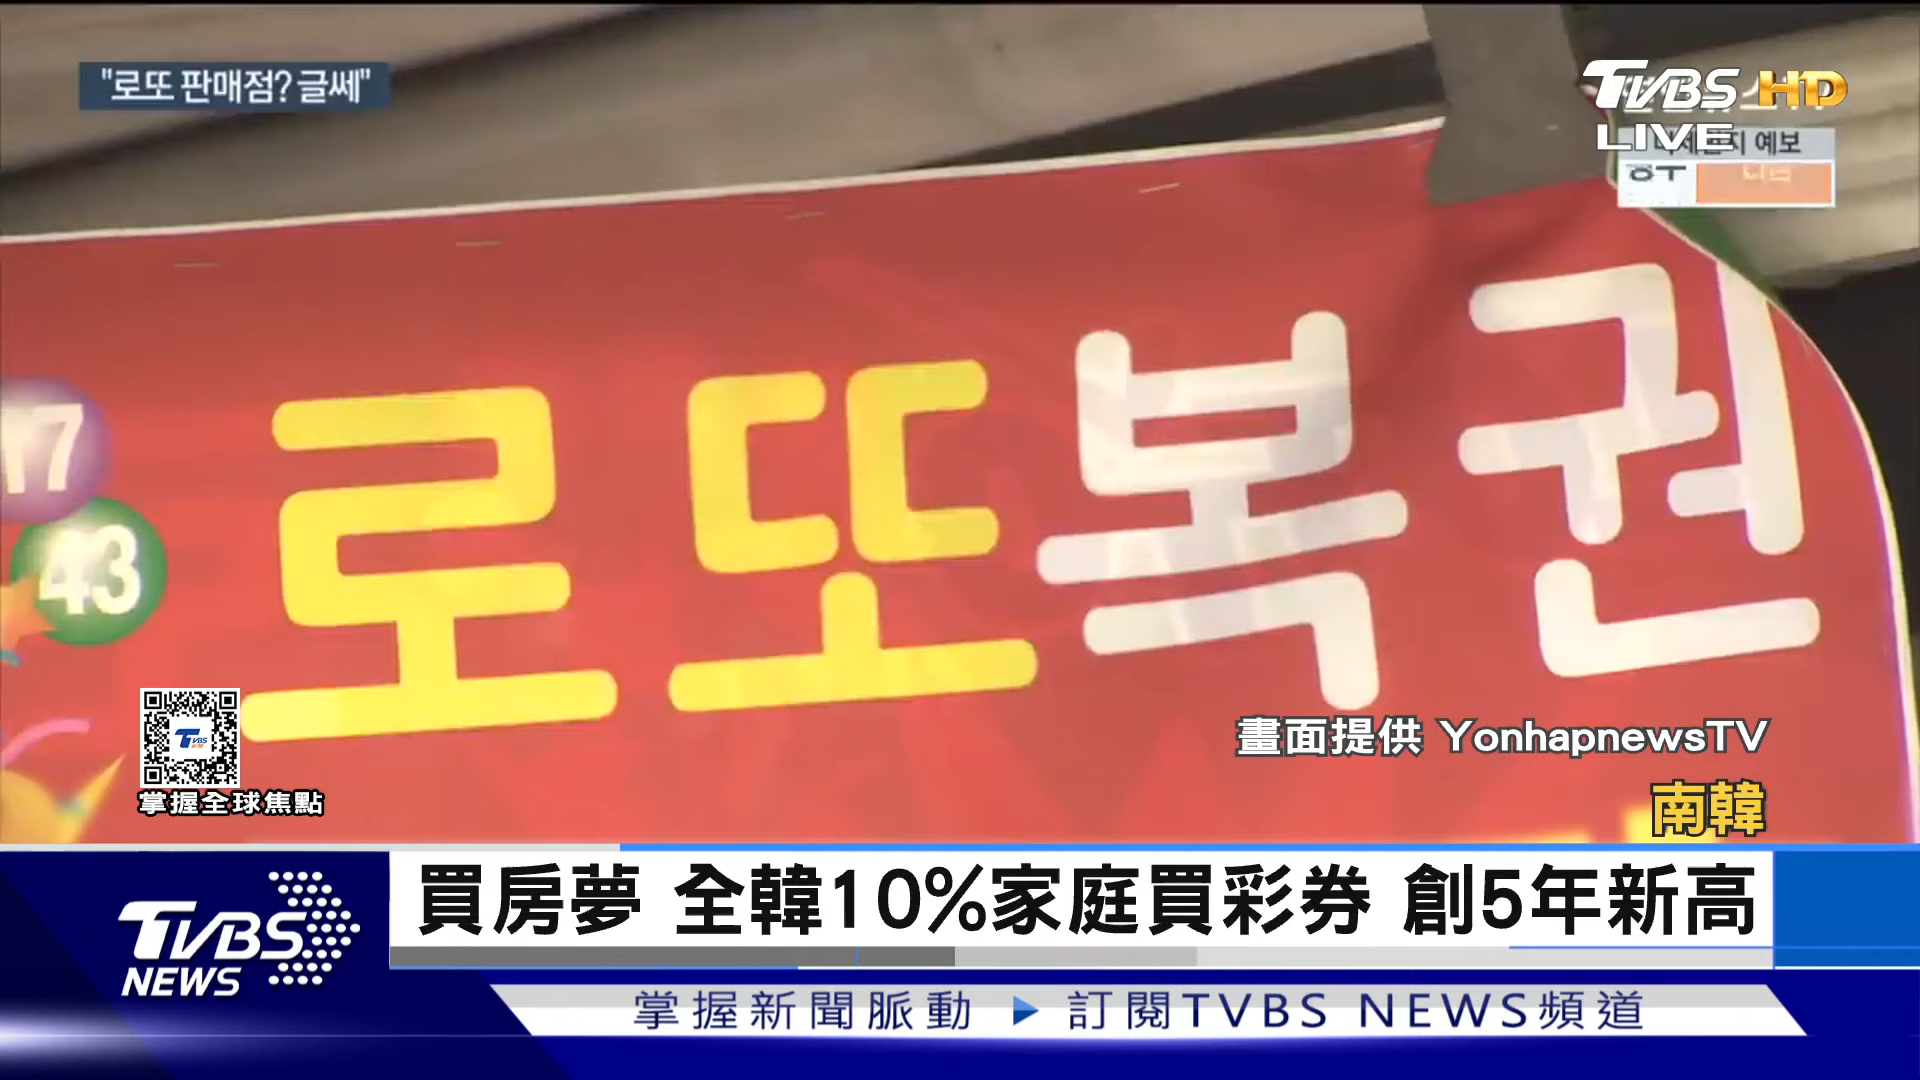 "로또 판매점? 글쎄"
TVBS HD
LIVE
예보
17
43
로또복권
TVBS
畫面提供 YonhapnewsTV
掌握全球焦點
南韓
買房夢 全韓10%家庭買彩券 創5年新高
TVBS
NEWS
掌握新聞脈動 ▶ 訂閱TVBS NEWS頻道